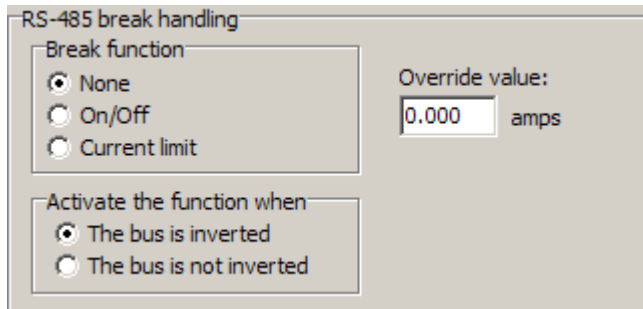 RS-485 break handling
Break function
None
On/Off
Current limit
Override value:
0.000 amps
Activate the function when
The bus is inverted
The bus is not inverted